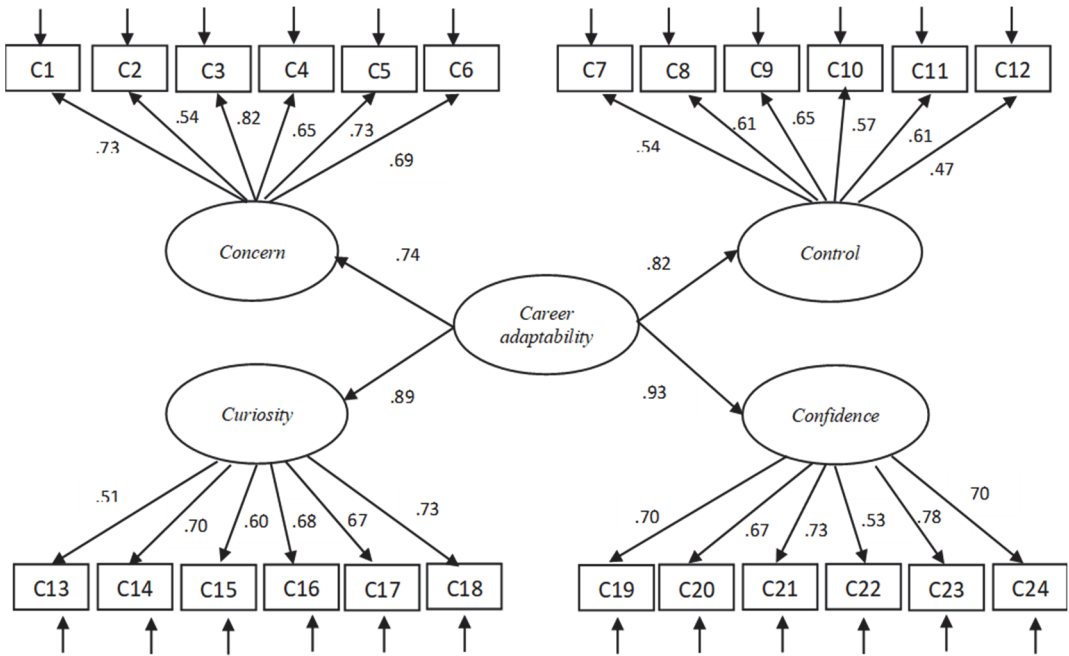 C1 C2 C3 C4 C5 C6 C7 C8 C9 C10 C11 C12
.73 .54 .82 .65 .73 .69 .54 .61 .65 .57 .61 .47
Concern
Control
.74
.82
Career
adaptability
.89
.93
Curiosity
Confidence
.51 .70 .60 .68 67 .73 .70 .67 .73 .53 .78 70
C13 C14 C15 C16 C17 C18 C19 C20 C21 C22 C23 C24